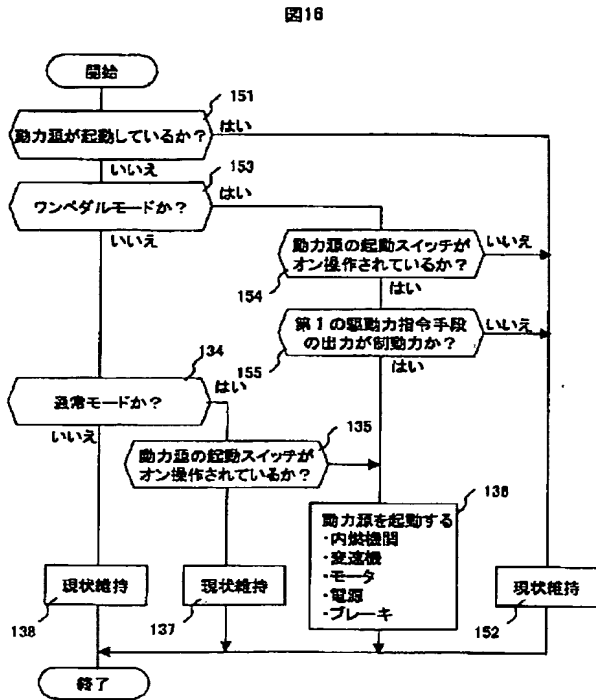 図16
開始
151
動力源が起動しているか？
はい
いいえ
153
ワンペダルモードか？
はい
いいえ
動力源の起動スイッチが
オン操作されているか？
いいえ
154
はい
第１の駆動力指令手段
の出力が制動力か？
いいえ
155
はい
134
通常モードか？
はい
いいえ
135
動力源の起動スイッチが
オン操作されているか？
136
動力源を起動する
・内燃機関
・変速機
・モータ
・電源
・ブレーキ
現状維持
138
現状維持
137
現状維持
152
終了